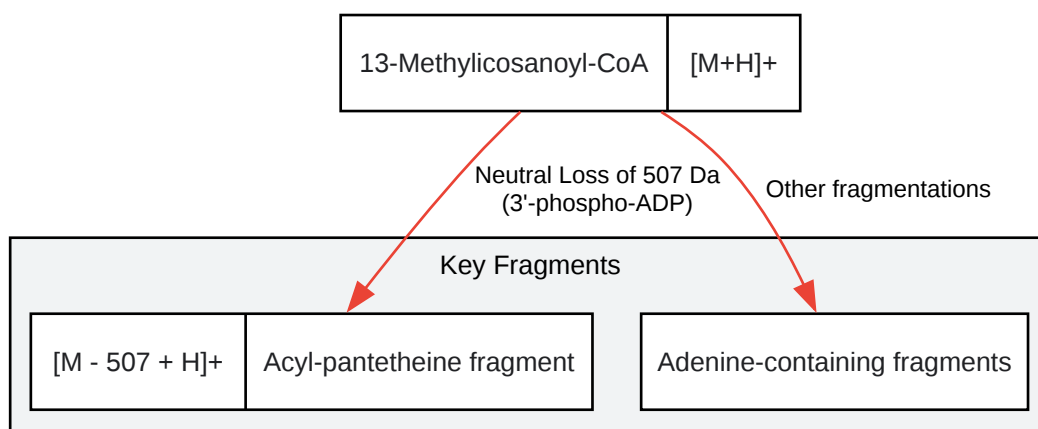 13-Methylicosanoyl-CoA
[M+H]+
Neutral Loss of 507 Da
(3'-phospho-ADP)
Other fragmentations
Key Fragments
[M - 507 + H]+
Acyl-pantetheine fragment
Adenine-containing fragments